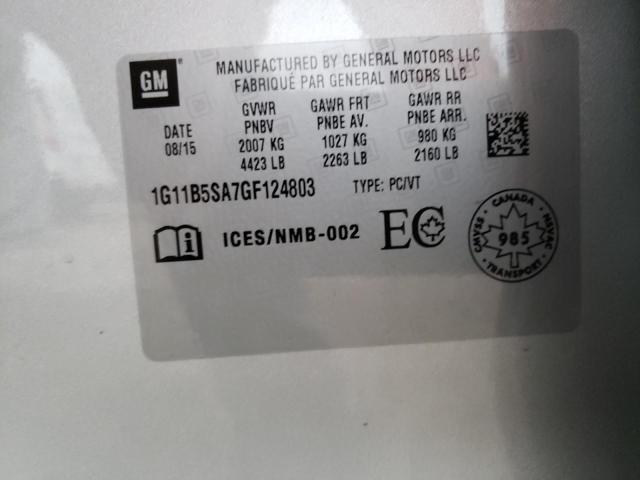 GM
MANUFACTURED BY GENERAL MOTORS LLC
FABRIQUÉ PAR GENERAL MOTORS LLC
DATE
08/15
GVWR
PNBV
2007 KG
4423 LB
GAWR FRT
PNBE AV.
1027 KG
2263 LB
GAWR RR
PNBE ARR.
980 KG
2160 LB
1G11B5SA7GF124803 TYPE: PC/VT
ICES/NMB-002
EC
CANADA
CMVSS
985
NSVAC
TRANSPORT